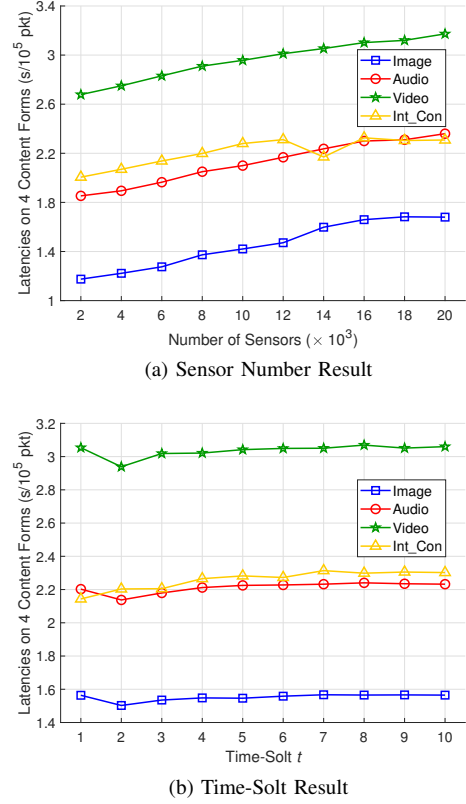 3.4
3
2.6
2.2
1.8
1.4
1
Latencies on 4 Content Forms (s/10^5 pkt)
Image
Audio
Video
Int_Con
2 4 6 8 10 12 14 16 18 20
Number of Sensors (× 10^3)
(a) Sensor Number Result
3.2
3
2.8
2.6
2.4
2.2
2
1.8
1.6
1.4
Latencies on 4 Content Forms (s/10^5 pkt)
Image
Audio
Video
Int_Con
1 2 3 4 5 6 7 8 9 10
Time-Solt t
(b) Time-Solt Result